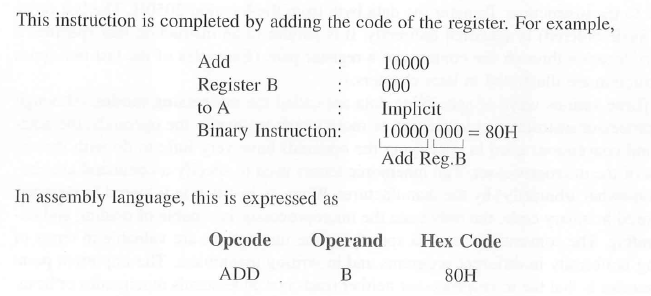 This instruction is completed by adding the code of the register. For example,
Add : 10000
Register B : 000
to A : Implicit
Binary Instruction: 10000 000 = 80H
Add Reg.B
In assembly language, this is expressed as
Opcode Operand Hex Code
ADD B 80H